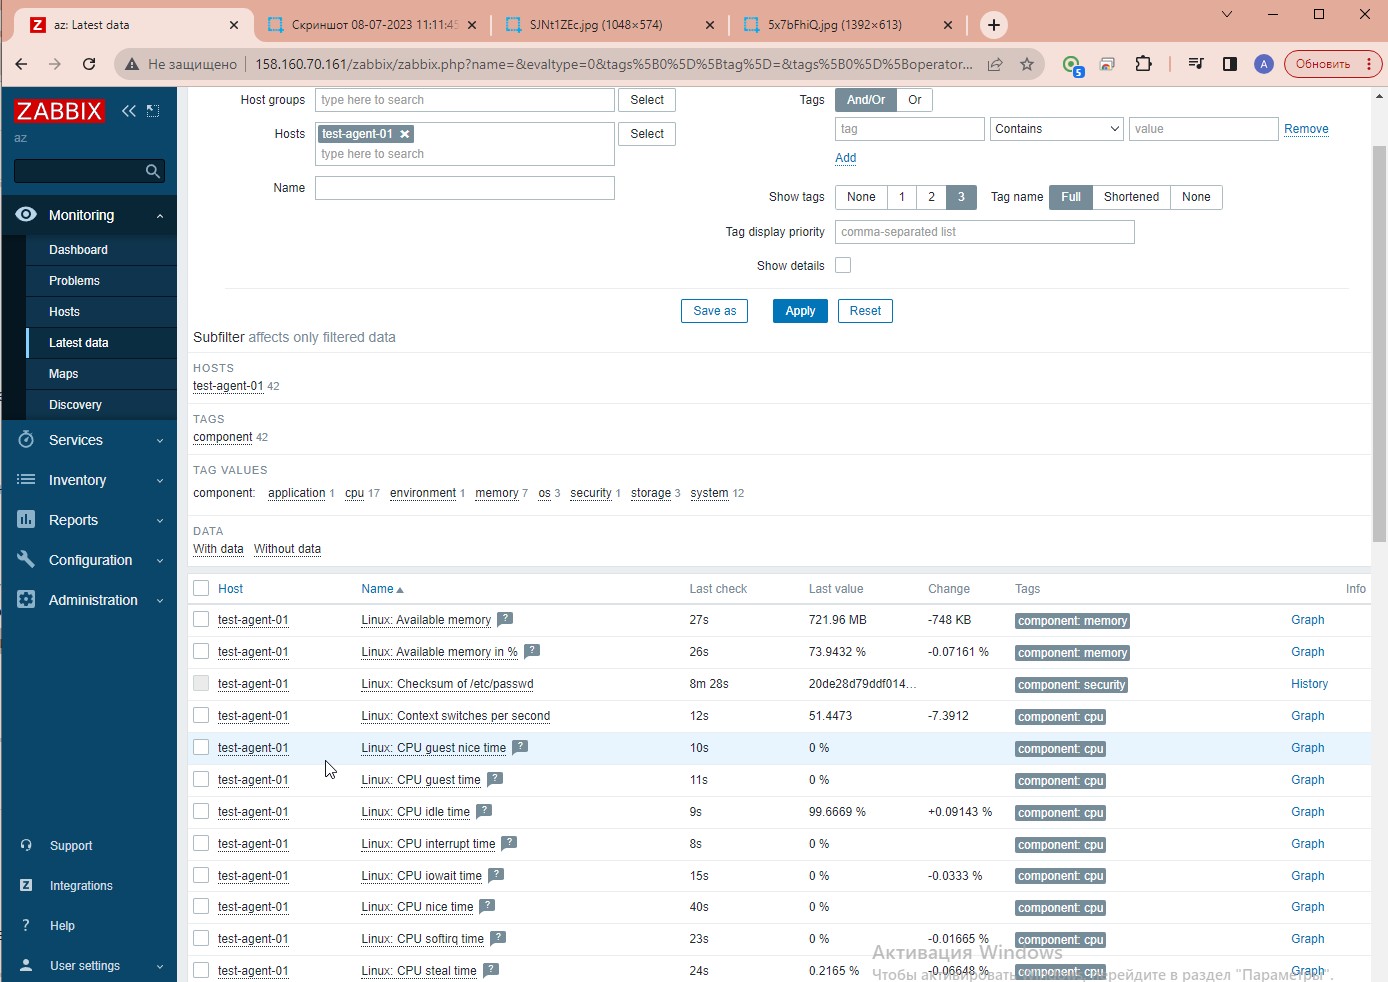 az: Latest data
Скриншот 08-07-2023 11:11:45
SJNt1ZEc.jpg (1048×574)
5x7bFhiQ.jpg (1392×613)
Не защищено
158.160.70.161/zabbix/zabbix.php?name=&evaltype=0&tags%5B0%5D%5Btag%5D=&tags%5B0%5D%5Boperator...
5
A
Обновить
ZABBIX
az
Monitoring
Dashboard
Problems
Hosts
Latest data
Maps
Discovery
Services
Inventory
Reports
Configuration
Administration
Support
Integrations
Help
User settings
Host groups
type here to search
Select
Hosts
test-agent-01
type here to search
Select
Name
Tags
And/Or
Or
tag
Contains
value
Remove
Add
Show tags
None
1
2
3
Tag name
Full
Shortened
None
Tag display priority
comma-separated list
Show details
Save as
Apply
Reset
Subfilter affects only filtered data
HOSTS
test-agent-01 42
TAGS
component 42
TAG VALUES
component: application 1 cpu 17 environment 1 memory 7 os 3 security 1 storage 3 system 12
DATA
With data Without data
Host Name Last check Last value Change Tags Info
test-agent-01 Linux: Available memory ? 27s 721.96 MB -748 KB component: memory Graph
test-agent-01 Linux: Available memory in % ? 26s 73.9432 % -0.07161 % component: memory Graph
test-agent-01 Linux: Checksum of /etc/passwd 8m 28s 20de28d79ddf014... component: security History
test-agent-01 Linux: Context switches per second 12s 51.4473 -7.3912 component: cpu Graph
test-agent-01 Linux: CPU guest nice time ? 10s 0 % component: cpu Graph
test-agent-01 Linux: CPU guest time ? 11s 0 % component: cpu Graph
test-agent-01 Linux: CPU idle time ? 9s 99.6669 % +0.09143 % component: cpu Graph
test-agent-01 Linux: CPU interrupt time ? 8s 0 % component: cpu Graph
test-agent-01 Linux: CPU iowait time ? 15s 0 % -0.0333 % component: cpu Graph
test-agent-01 Linux: CPU nice time ? 40s 0 % component: cpu Graph
test-agent-01 Linux: CPU softirq time ? 23s 0 % -0.01665 % component: cpu Graph
test-agent-01 Linux: CPU steal time ? 24s 0.2165 % -0.06648 % component: cpu Graph
Активация Windows
Чтобы активировать перейдите в раздел "Параметры".